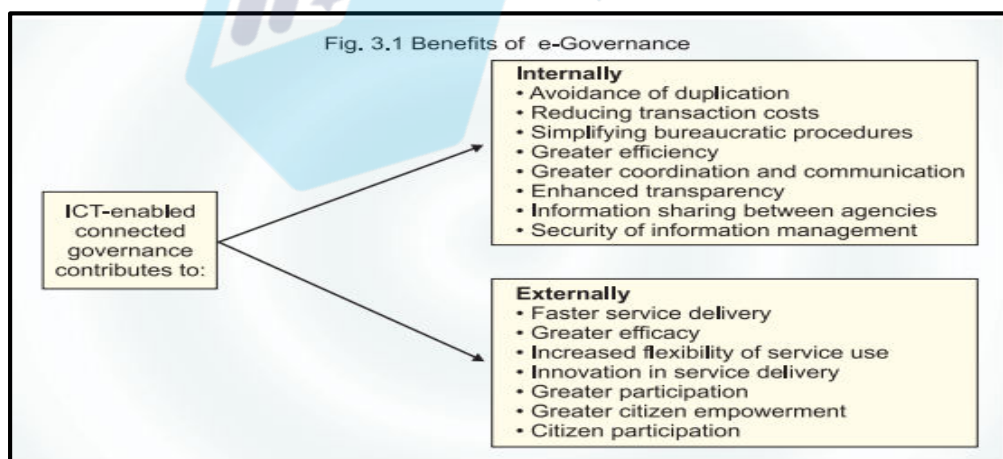 Fig. 3.1 Benefits of e-Governance
ICT-enabled
connected
governance
contributes to:
Internally
• Avoidance of duplication
• Reducing transaction costs
• Simplifying bureaucratic procedures
• Greater efficiency
• Greater coordination and communication
• Enhanced transparency
• Information sharing between agencies
• Security of information management
Externally
• Faster service delivery
• Greater efficacy
• Increased flexibility of service use
• Innovation in service delivery
• Greater participation
• Greater citizen empowerment
• Citizen participation